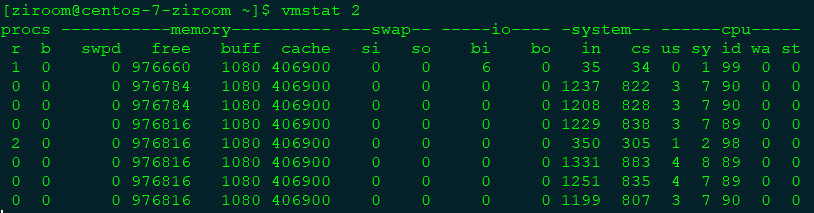 [ziroom@centos-7-ziroom ~]$ vmstat 2
procs -----------memory---------- ---swap-- -----io---- -system-- ------cpu-----
 r  b   swpd   free   buff  cache   si   so    bi    bo   in   cs us sy id wa st
 1  0      0 976660   1080 406900    0    0     6     0   35   34  0  1 99  0  0
 0  0      0 976784   1080 406900    0    0     0     0 1237  822  3  7 90  0  0
 0  0      0 976784   1080 406900    0    0     0     0 1208  828  3  7 90  0  0
 0  0      0 976816   1080 406900    0    0     0     0 1229  838  3  7 89  0  0
 2  0      0 976816   1080 406900    0    0     0     0  350  305  1  2 98  0  0
 0  0      0 976816   1080 406900    0    0     0     0 1331  883  4  8 89  0  0
 0  0      0 976816   1080 406900    0    0     0     0 1251  835  4  7 89  0  0
 0  0      0 976816   1080 406900    0    0     0     0 1199  807  3  7 90  0  0